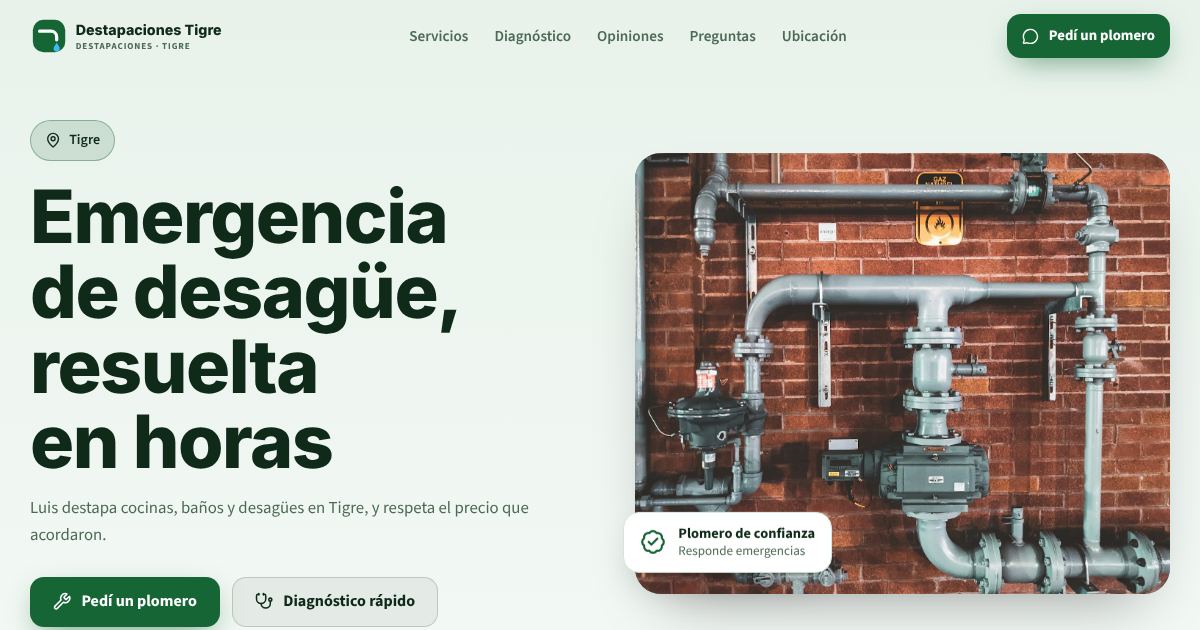 Destapaciones Tigre
DESTAPACIONES · TIGRE
Servicios
Diagnóstico
Opiniones
Preguntas
Ubicación
Pedí un plomero
Tigre
Emergencia
de desagüe,
resuelta
en horas
Luis destapa cocinas, baños y desagües en Tigre, y respeta el precio que
acordaron.
Pedí un plomero
Diagnóstico rápido
GAZ
Plomero de confianza
Responde emergencias